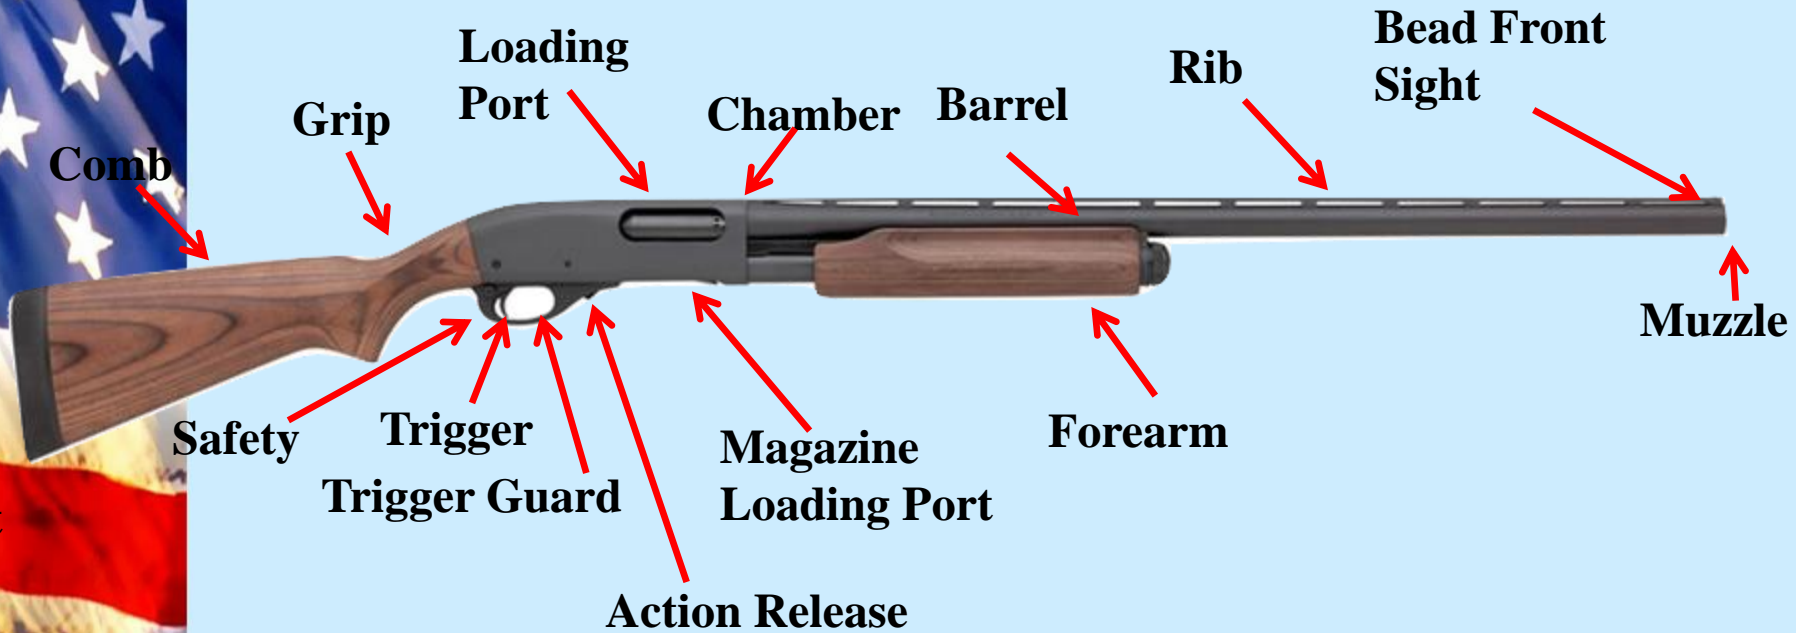 Loading
Port
Grip
Comb
Chamber
Barrel
Rib
Bead Front
Sight
Muzzle
Safety
Trigger
Trigger Guard
Magazine
Loading Port
Forearm
Action Release